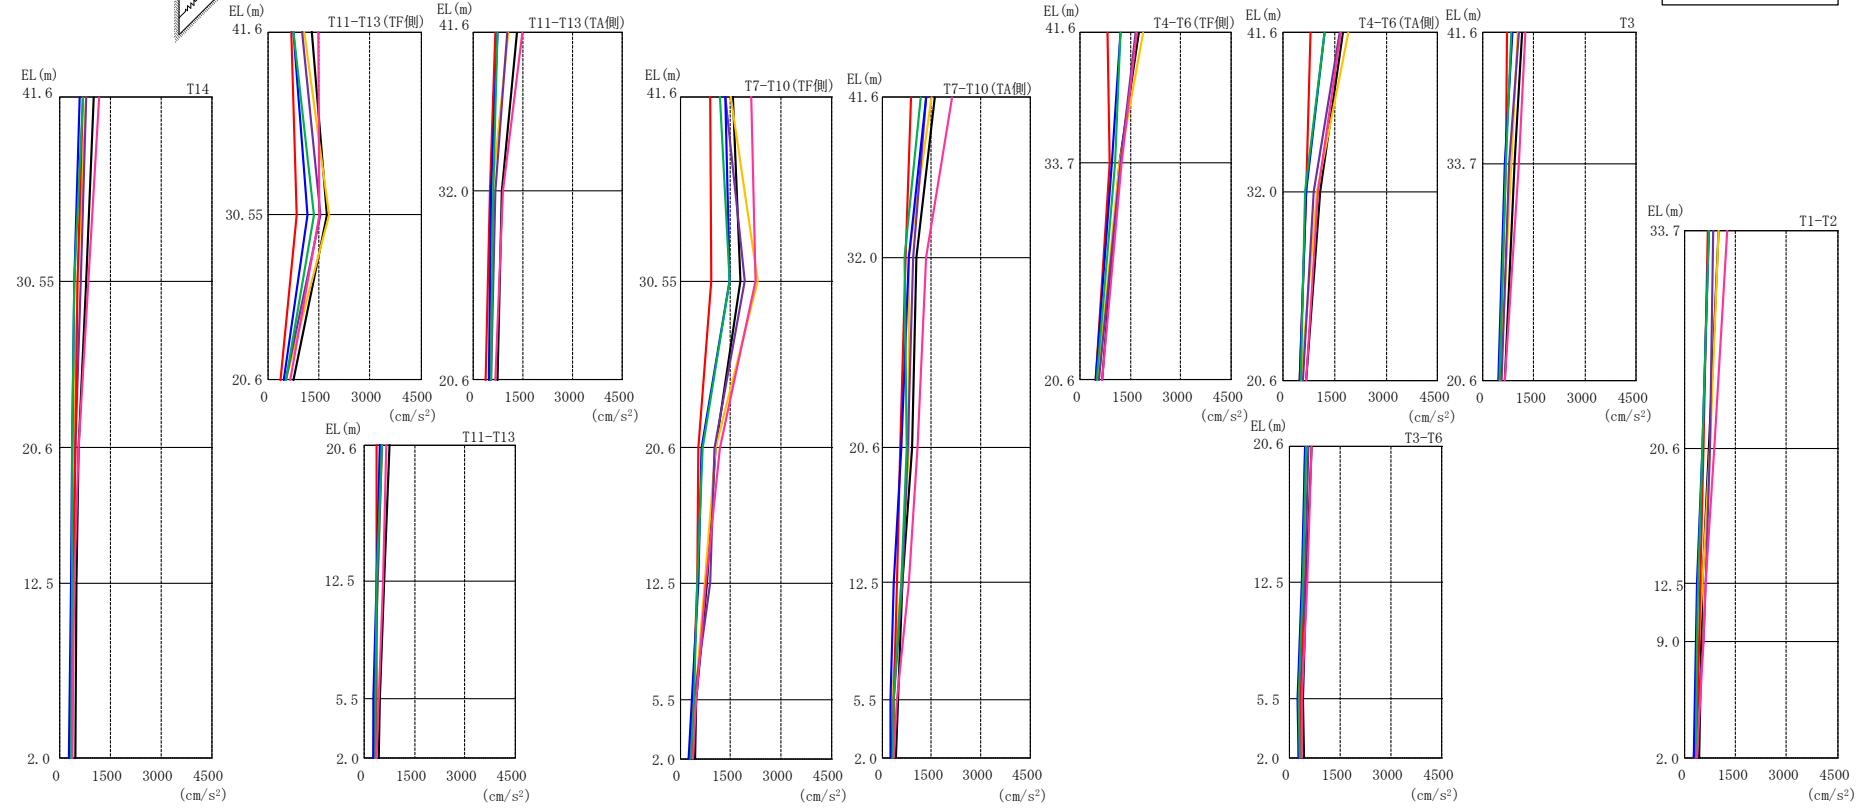 EL(m)
T14
41.6
30.55
20.6
12.5
5.5
2.0
0 1500 3000 4500
(cm/s²)
EL(m)
T11-T13(TF側)
41.6
30.55
20.6
0 1500 3000 4500
(cm/s²)
EL(m)
T11-T13(TA側)
41.6
32.0
20.6
0 1500 3000 4500
(cm/s²)
EL(m)
T11-T13
20.6
12.5
5.5
2.0
0 1500 3000 4500
(cm/s²)
EL(m)
T7-T10(TF側)
41.6
30.55
20.6
12.5
5.5
2.0
0 1500 3000 4500
(cm/s²)
EL(m)
T7-T10(TA側)
41.6
32.0
20.6
12.5
5.5
2.0
0 1500 3000 4500
(cm/s²)
EL(m)
T4-T6(TF側)
41.6
33.7
20.6
0 1500 3000 4500
(cm/s²)
EL(m)
T4-T6(TA側)
41.6
32.0
20.6
0 1500 3000 4500
(cm/s²)
EL(m)
T3
41.6
33.7
20.6
0 1500 3000 4500
(cm/s²)
EL(m)
T3-T6
20.6
12.5
5.5
2.0
0 1500 3000 4500
(cm/s²)
EL(m)
T1-T2
33.7
20.6
12.5
9.0
2.0
0 1500 3000 4500
(cm/s²)